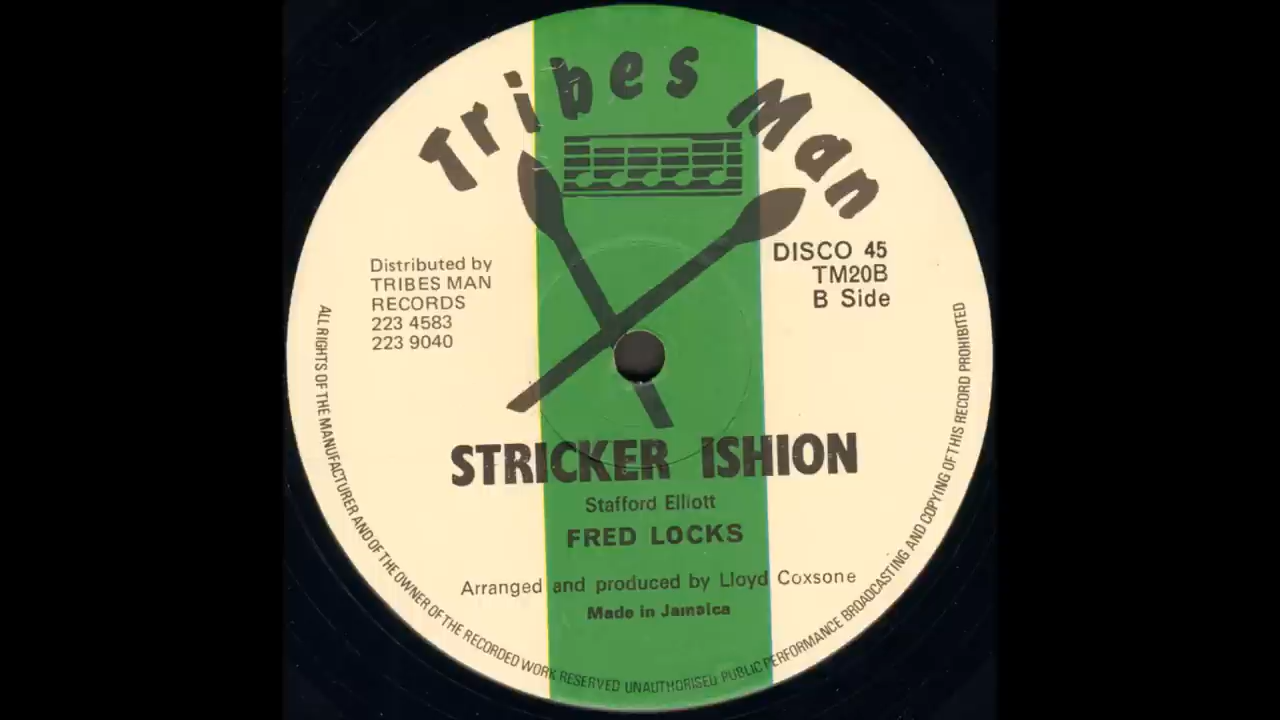 Tribes Man
Distributed by
TRIBES MAN
RECORDS
223 4583
223 9040
DISCO 45
TM20B
B Side
STRICKER ISHION
Stafford Elliott
FRED LOCKS
Arranged and produced by Lloyd Coxsone
Made in Jamaica
ALL RIGHTS OF THE MANUFACTURER AND OF THE OWNER OF THE RECORDED WORK RESERVED UNAUTHORISED PUBLIC PERFORMANCE BROADCASTING AND COPYING OF THIS RECORD PROHIBITED